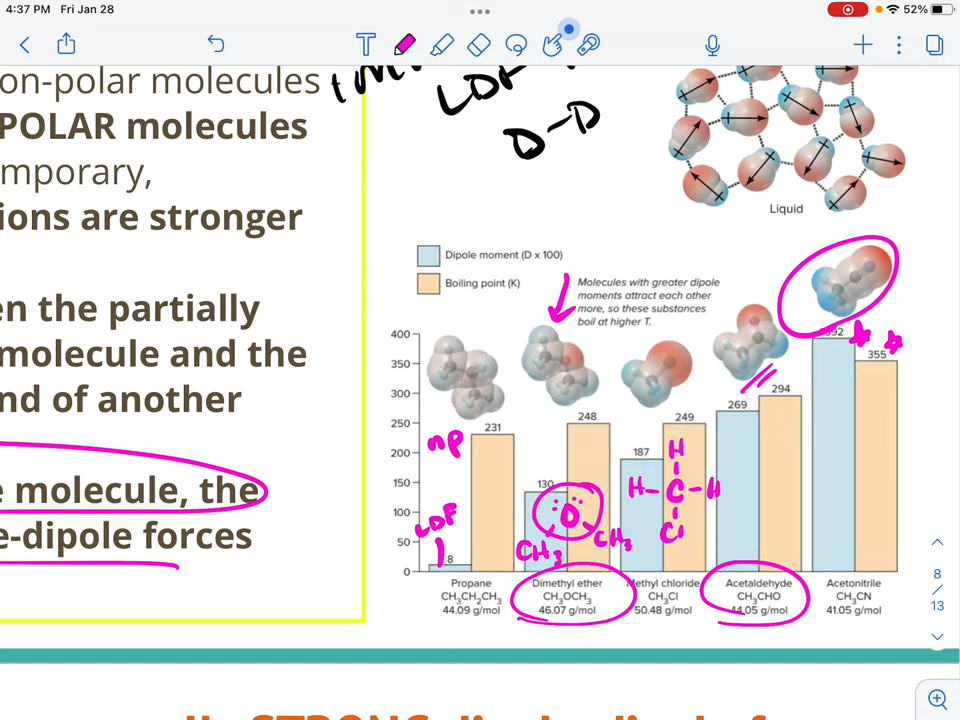 4:37 PM Fri Jan 28
52%
T
on-polar molecules
POLAR molecules
mporary,
ions are stronger
en the partially
molecule and the
nd of another
e molecule, the
e-dipole forces
LDF
D-D
Liquid
Dipole moment (D x 100)
Boiling point (K)
Molecules with greater dipole
moments attract each other
more, so these substances
boil at higher T.
400
350
300
250
200
150
100
50
0
8
231
130
248
187
249
269
294
392
355
np
LDF
O
CH3 CH3
H
H-C-H
Cl
Propane
CH3CH2CH3
44.09 g/mol
Dimethyl ether
CH3OCH3
46.07 g/mol
Methyl chloride
CH3Cl
50.48 g/mol
Acetaldehyde
CH3CHO
44.05 g/mol
Acetonitrile
CH3CN
41.05 g/mol
8
/
13